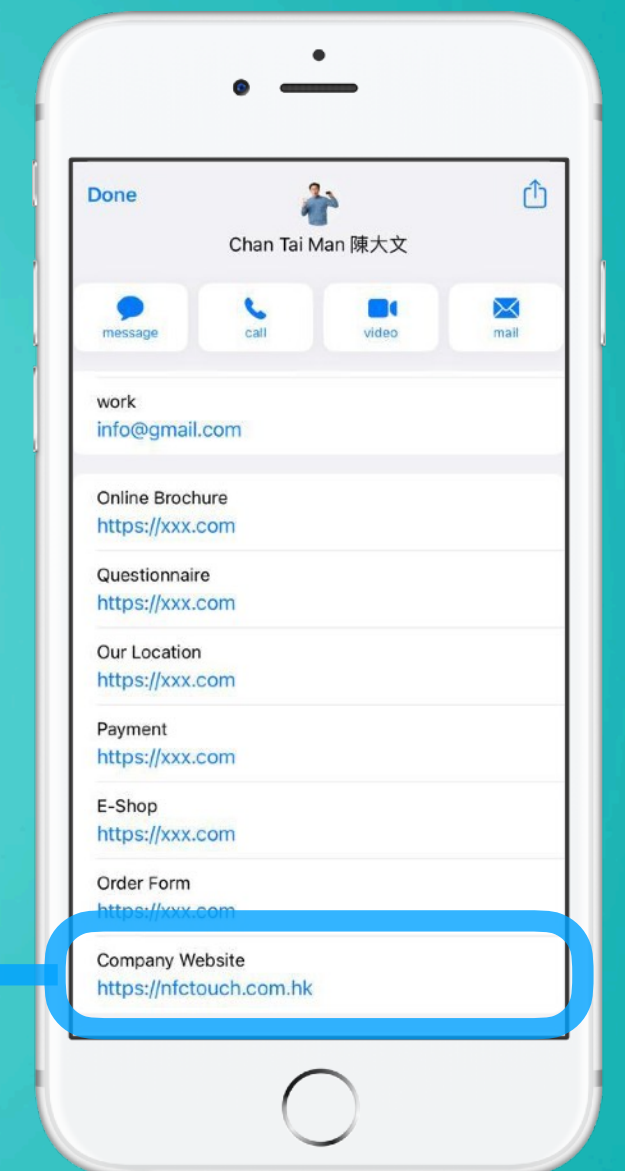 Done
Chan Tai Man 陳大文
message call video mail
work
info@gmail.com
Online Brochure
https://xxx.com
Questionnaire
https://xxx.com
Our Location
https://xxx.com
Payment
https://xxx.com
E-Shop
https://xxx.com
Order Form
https://xxx.com
Company Website
https://nfctouch.com.hk